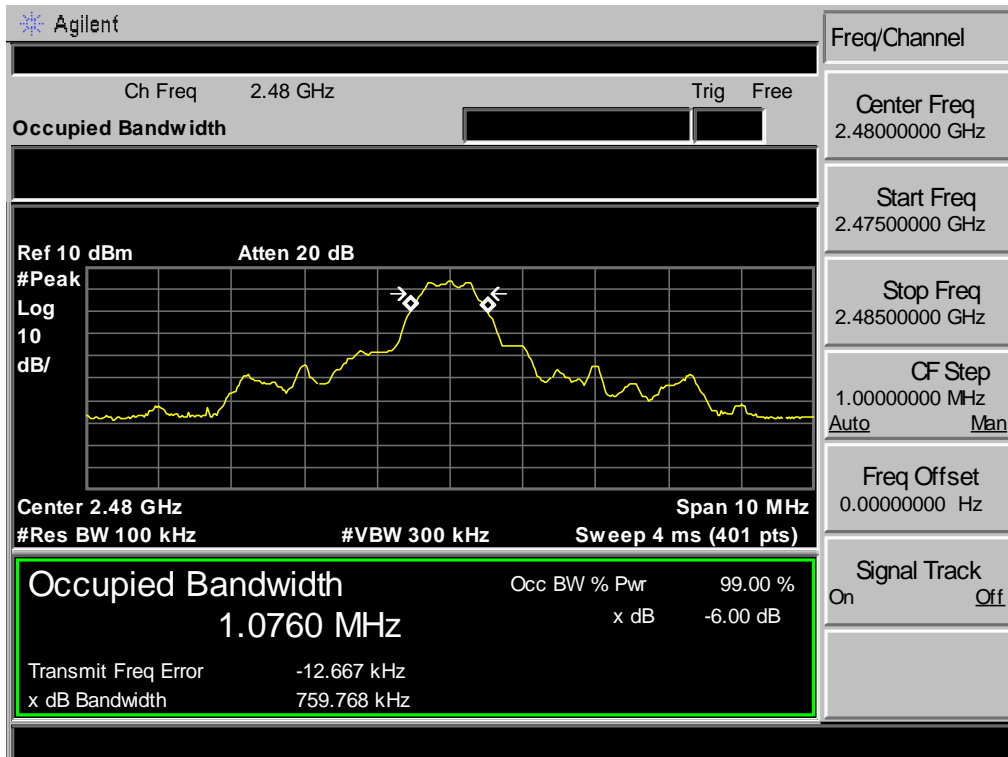 Agilent
Freq/Channel
Ch Freq 2.48 GHz Trig Free
Occupied Bandwidth
Center Freq
2.48000000 GHz
Start Freq
2.47500000 GHz
Stop Freq
2.48500000 GHz
CF Step
1.00000000 MHz
Auto Man
Freq Offset
0.00000000 Hz
Signal Track
On Off
Ref 10 dBm Atten 20 dB
#Peak
Log
10
dB/
Center 2.48 GHz Span 10 MHz
#Res BW 100 kHz #VBW 300 kHz Sweep 4 ms (401 pts)
Occupied Bandwidth
1.0760 MHz
Occ BW % Pwr 99.00 %
x dB -6.00 dB
Transmit Freq Error -12.667 kHz
x dB Bandwidth 759.768 kHz